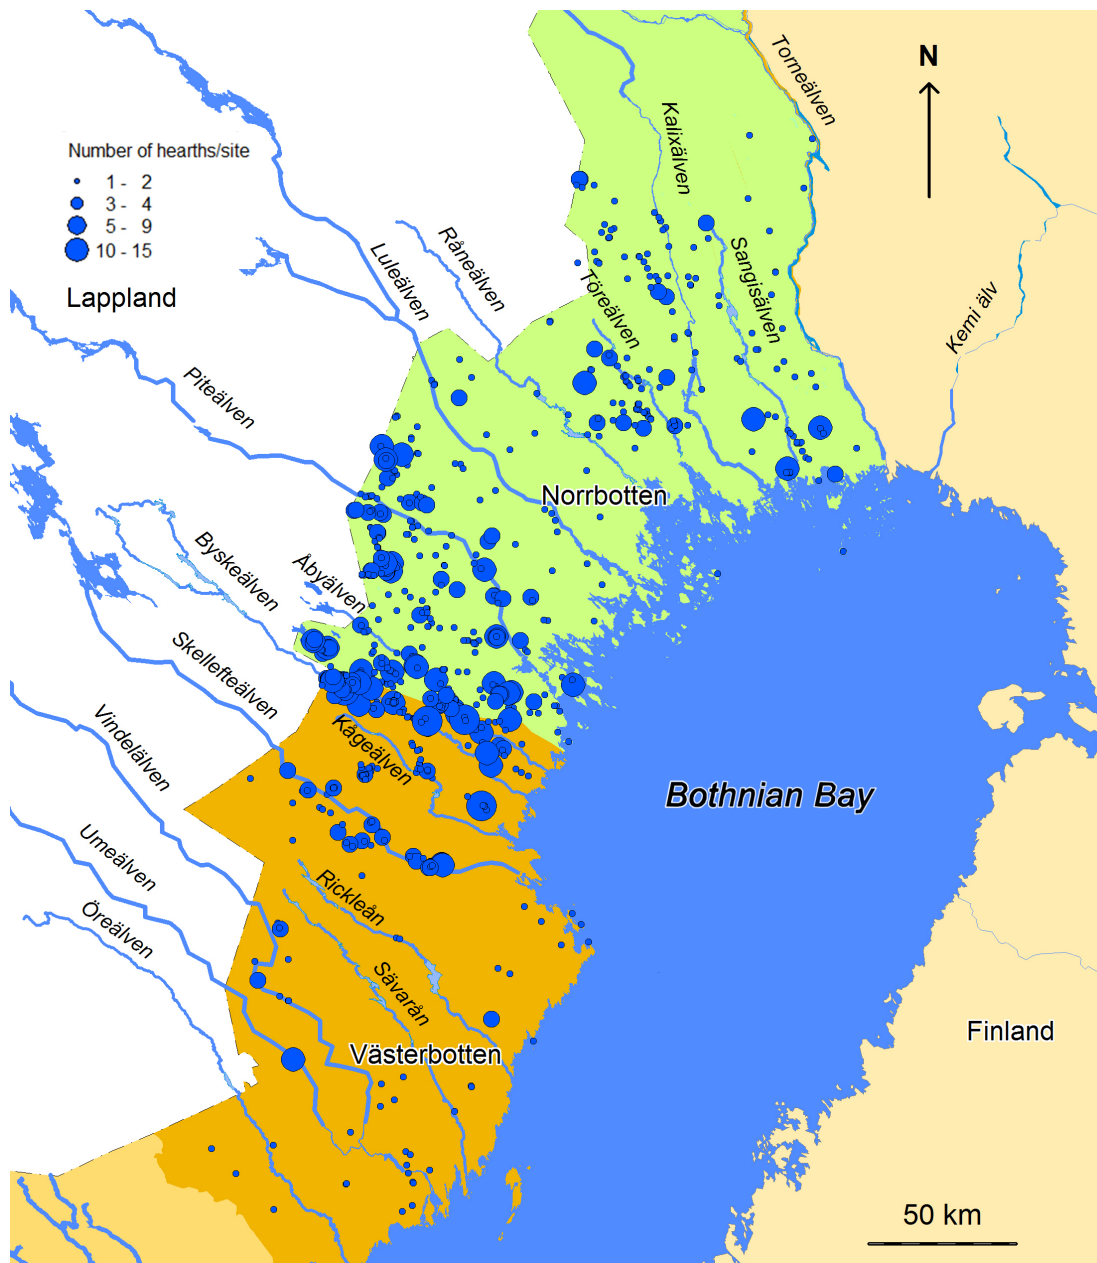 Torneälven
N
Kalixälven
Number of hearths/site
1 - 2
3 - 4
5 - 9
10 - 15
Råneälven
Luleälven
Sangisälven
Töreälven
Lappland
Kemi älv
Piteälven
Norrbotten
Byskeälven
Åbyälven
Skellefteälven
Vindelälven
Kågeälven
Bothnian Bay
Umeälven
Rickleån
Öreälven
Sävarån
Finland
Västerbotten
50 km